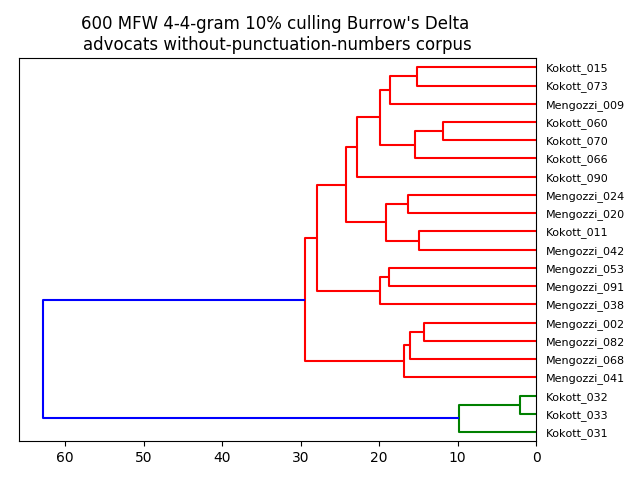 600 MFW 4-4-gram 10% culling Burrow's Delta
advocats without-punctuation-numbers corpus
Kokott_015
Kokott_073
Mengozzi_009
Kokott_060
Kokott_070
Kokott_066
Kokott_090
Mengozzi_024
Mengozzi_020
Kokott_011
Mengozzi_042
Mengozzi_053
Mengozzi_091
Mengozzi_038
Mengozzi_002
Mengozzi_082
Mengozzi_068
Mengozzi_041
Kokott_032
Kokott_033
Kokott_031
60 50 40 30 20 10 0